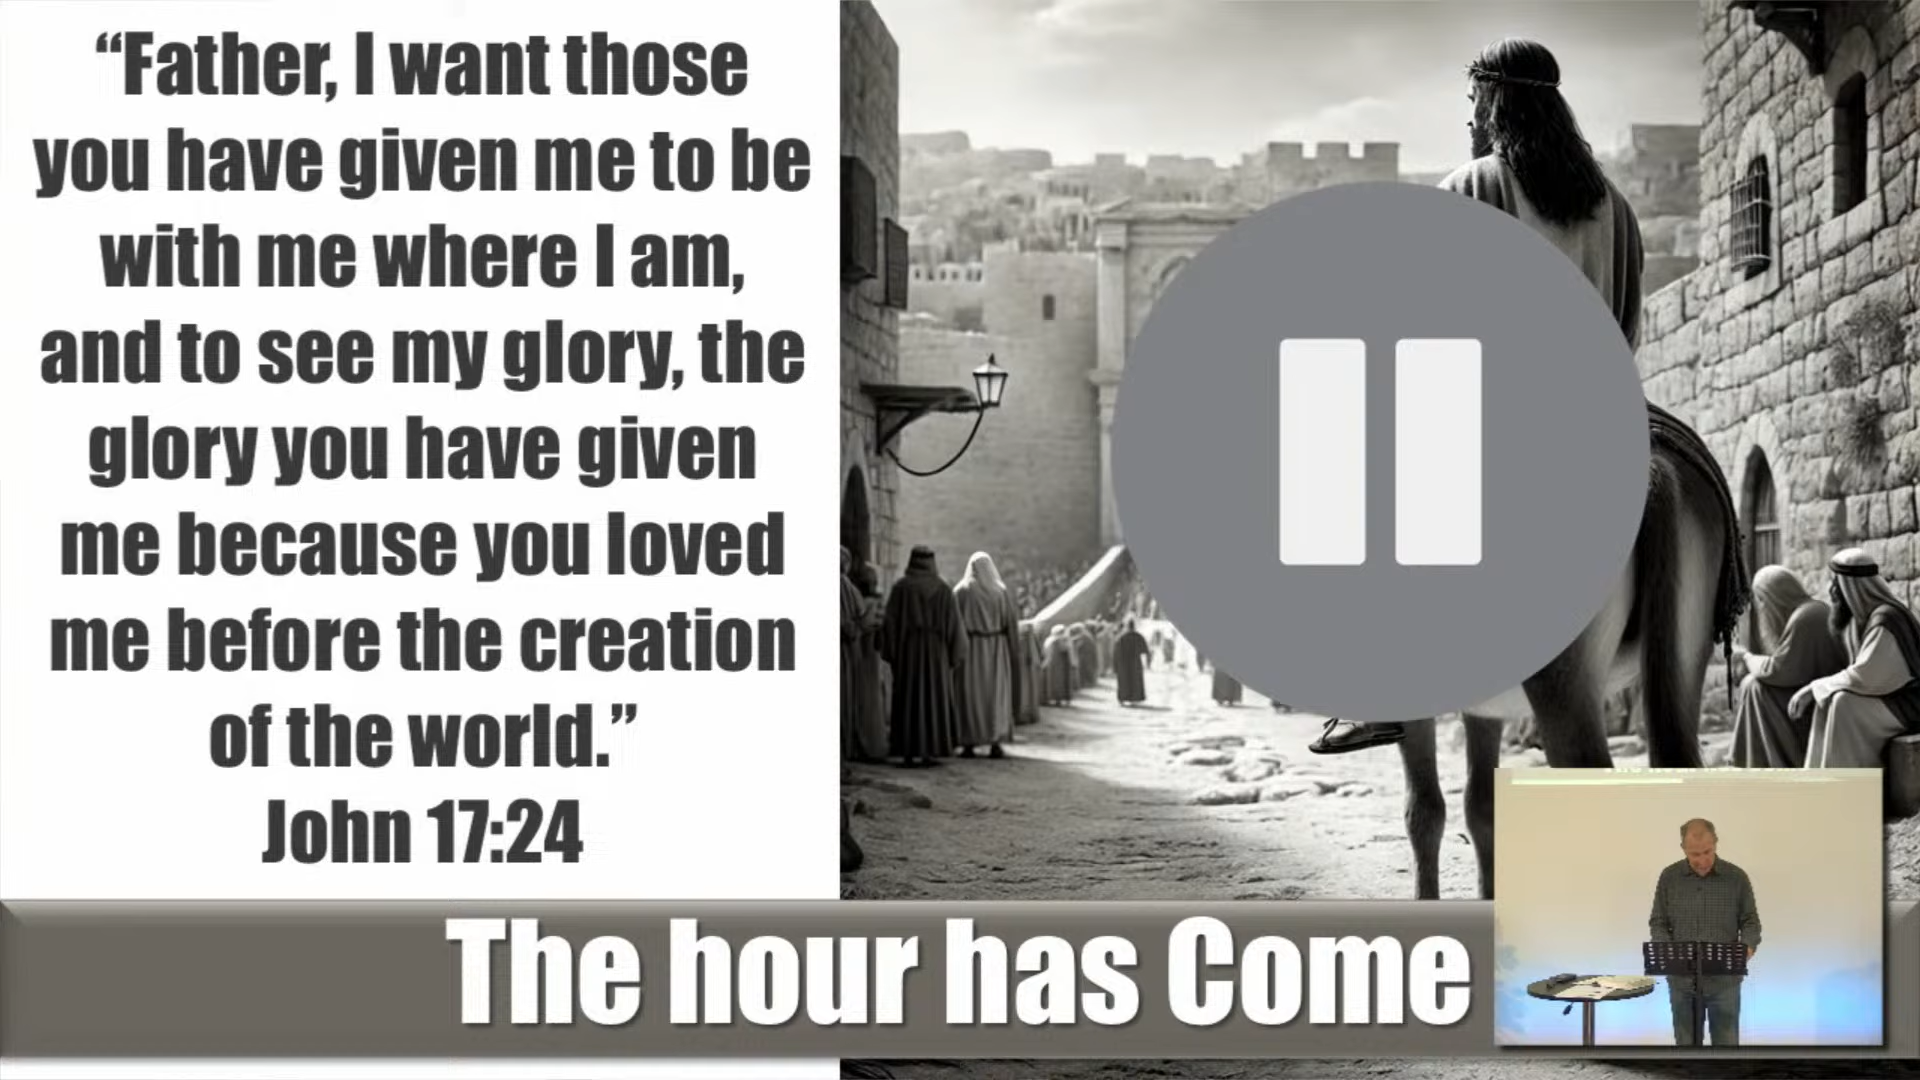 “Father, I want those
you have given me to be
with me where I am,
and to see my glory, the
glory you have given
me because you loved
me before the creation
of the world.”
John 17:24
The hour has Come